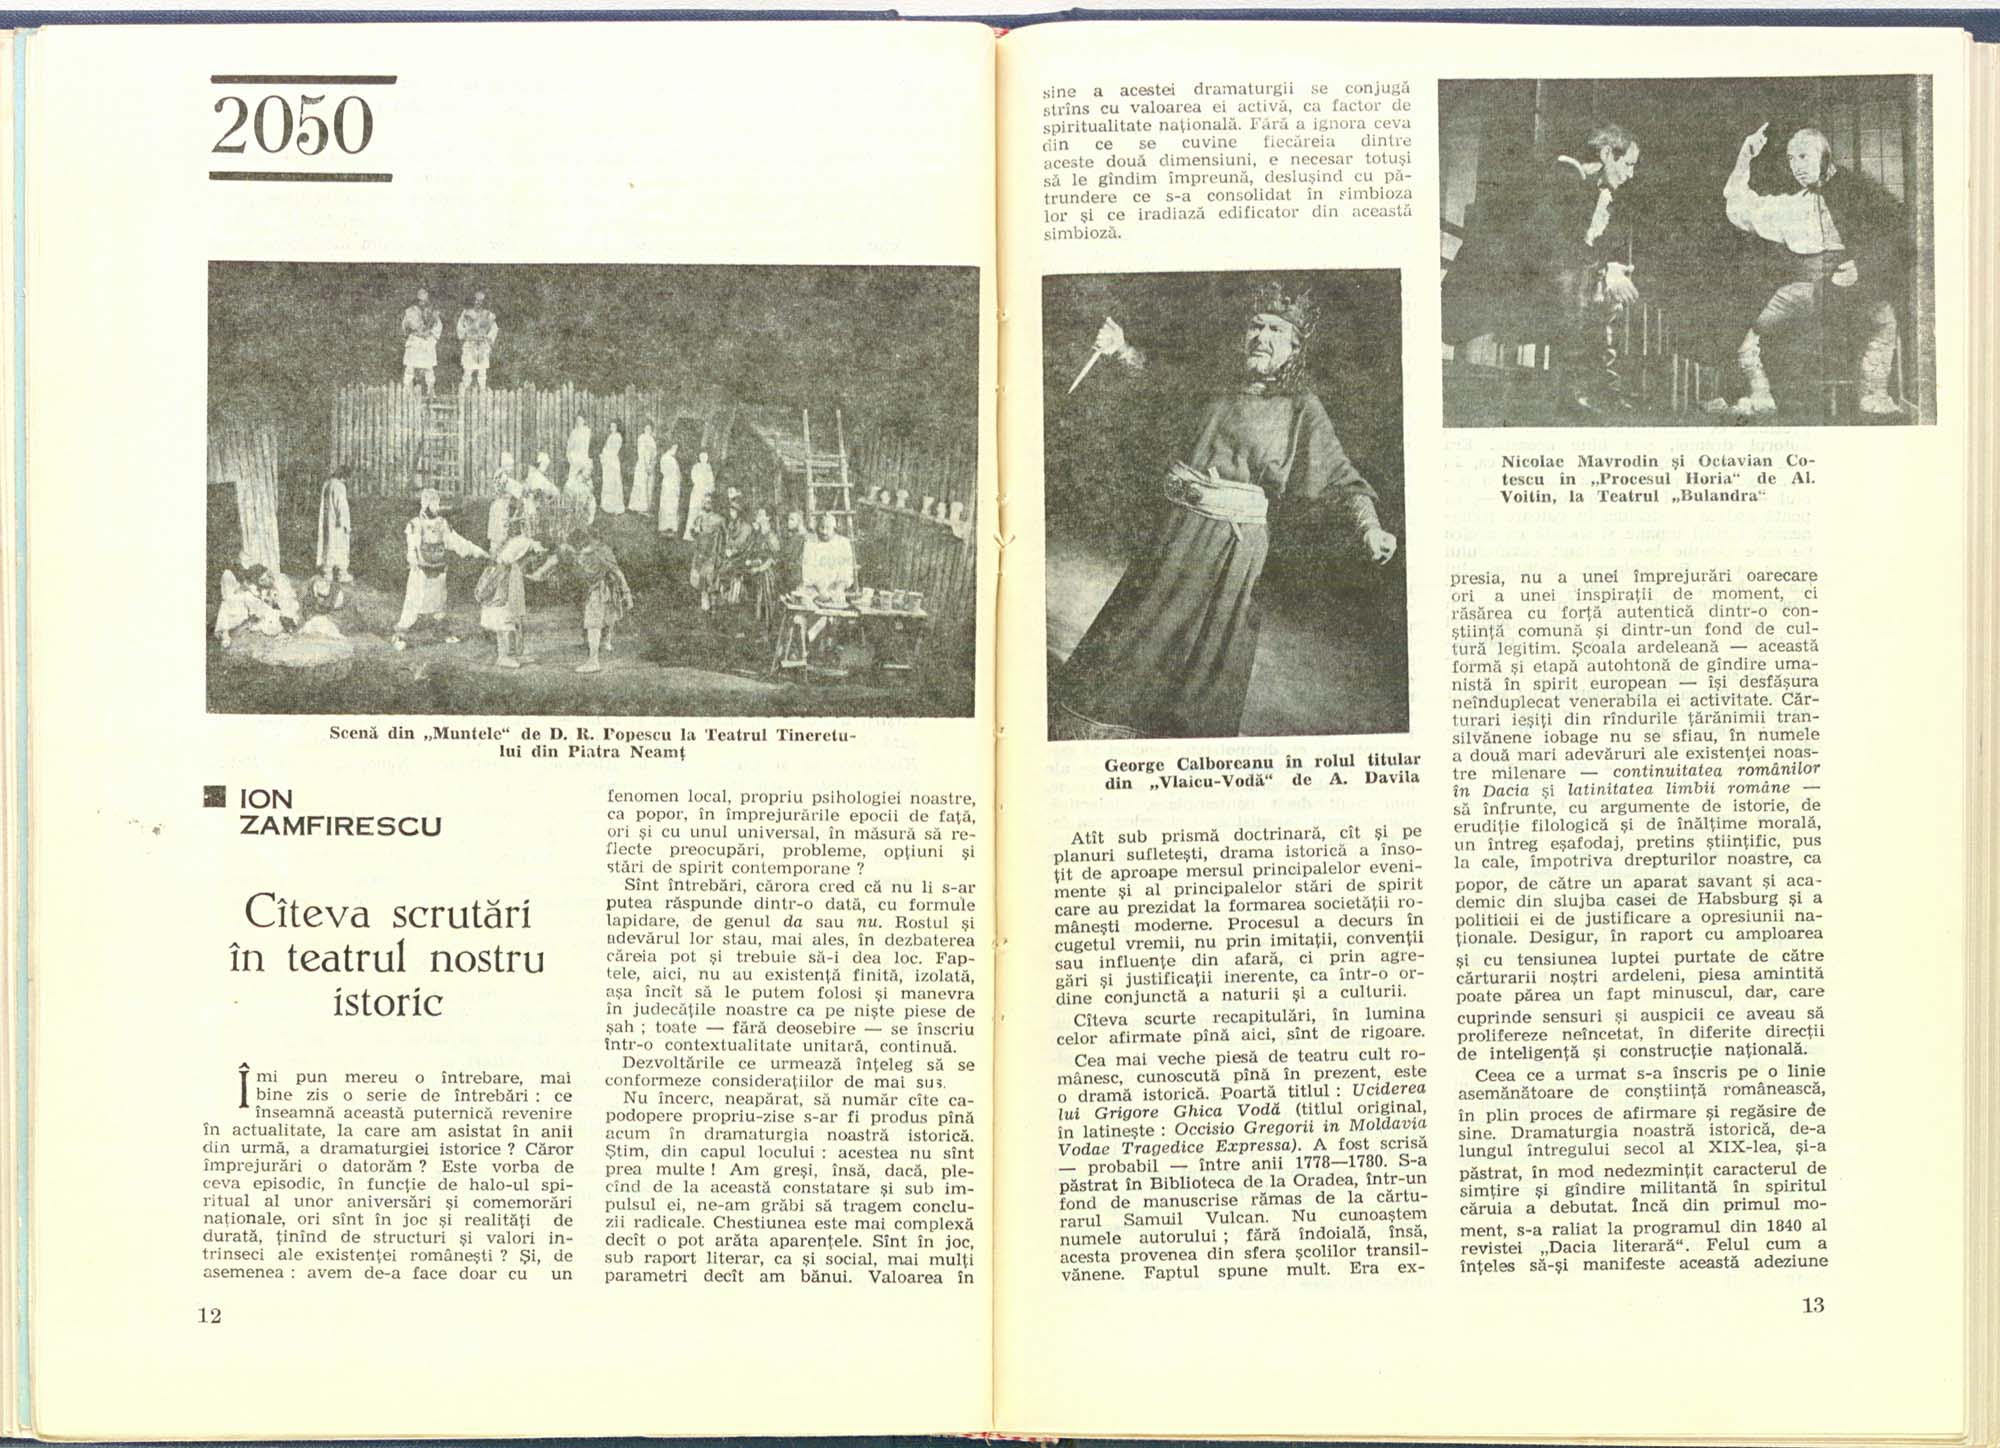 2050
Scenă din „Muntele“ de D. R. Popescu la Teatrul Tineretu-
lui din Piatra Neamț
ION
ZAMFIRESCU
Cîteva scrutări
în teatrul nostru
istoric
Îmi pun mereu o întrebare, mai
bine zis o serie de întrebări : ce
înseamnă această puternică revenire
în actualitate, la care am asistat în anii
din urmă, a dramaturgiei istorice ? Căror
împrejurări o datorăm ? Este vorba de
ceva episodic, în funcție de halo-ul spi-
ritual al unor aniversări și comemorări
naționale, ori sînt în joc și realități de
durată, ținînd de structuri și valori in-
trinseci ale existenței românești ? Și, de
asemenea : avem de-a face doar cu un
fenomen local, propriu psihologiei noastre,
ca popor, în împrejurările epocii de față,
ori și cu unul universal, în măsură să re-
flecte preocupări, probleme, opțiuni și
stări de spirit contemporane ?
Sînt întrebări, cărora cred că nu li s-ar
putea răspunde dintr-o dată, cu formule
lapidare, de genul da sau nu. Rostul și
adevărul lor stau, mai ales, în dezbaterea
căreia pot și trebuie să-i dea loc. Fap-
tele, aici, nu au existență finită, izolată,
așa încît să le putem folosi și manevra
în judecățile noastre ca pe niște piese de
șah ; toate — fără deosebire — se înscriu
într-o contextualitate unitară, continuă.
Dezvoltările ce urmează înțeleg să se
conformeze considerațiilor de mai sus.
Nu încerc, neapărat, să număr cîte ca-
podopere propriu-zise s-ar fi produs pînă
acum în dramaturgia noastră istorică.
Știm, din capul locului : acestea nu sînt
prea multe ! Am greși, însă, dacă, ple-
cînd de la această constatare și sub im-
pulsul ei, ne-am grăbi să tragem conclu-
zii radicale. Chestiunea este mai complexă
decît o pot arăta aparențele. Sînt în joc,
sub raport literar, ca și social, mai mulți
parametri decît am bănui. Valoarea în
12
sine a acestei dramaturgii se conjugă
strîns cu valoarea ei activă, ca factor de
spiritualitate națională. Fără a ignora ceva
din ce se cuvine fiecăreia dintre
aceste două dimensiuni, e necesar totuși
să le gîndim împreună, deslușind cu pă-
trundere ce s-a consolidat în simbioza
lor și ce iradiază edificator din această
simbioză.
George Calboreanu în rolul titular
din „Vlaicu-Vodă“ de A. Davila
Atît sub prismă doctrinară, cît și pe
planuri sufletești, drama istorică a înso-
țit de aproape mersul principalelor eveni-
mente și al principalelor stări de spirit
care au prezidat la formarea societății ro-
mânești moderne. Procesul a decurs în
cugetul vremii, nu prin imitații, convenții
sau influențe din afară, ci prin agre-
gări și justificații inerente, ca într-o or-
dine conjunctă a naturii și a culturii.
Cîteva scurte recapitulări, în lumina
celor afirmate pînă aici, sînt de rigoare.
Cea mai veche piesă de teatru cult ro-
mânesc, cunoscută pînă în prezent, este
o dramă istorică. Poartă titlul : Uciderea
lui Grigore Ghica Vodă (titlul original,
în latinește : Occisio Gregorii in Moldavia
Vodae Tragedice Expressa). A fost scrisă
— probabil — între anii 1778—1780. S-a
păstrat în Biblioteca de la Oradea, într-un
fond de manuscrise rămas de la cărtu-
rarul Samuil Vulcan. Nu cunoaștem
numele autorului ; fără îndoială, însă,
acesta provenea din sfera școlilor transil-
vănene. Faptul spune mult. Era ex-
Nicolae Mavrodin și Octavian Co-
tescu în „Procesul Horia“ de Al.
Voitin, la Teatrul „Bulandra“
presia, nu a unei împrejurări oarecare
ori a unei inspirații de moment, ci
răsărea cu forță autentică dintr-o con-
știință comună și dintr-un fond de cul-
tură legitim. Școala ardeleană — această
formă și etapă autohtonă de gîndire uma-
nistă în spirit european — își desfășura
neînduplecat venerabila ei activitate. Căr-
turari ieșiți din rîndurile țărănimii tran-
silvănene iobage nu se sfiau, în numele
a două mari adevăruri ale existenței noas-
tre milenare — continuitatea românilor
în Dacia și latinitatea limbii române —
să înfrunte, cu argumente de istorie, de
erudiție filologică și de înălțime morală,
un întreg eșafodaj, pretins științific, pus
la cale, împotriva drepturilor noastre, ca
popor, de către un aparat savant și aca-
demic din slujba casei de Habsburg și a
politicii ei de justificare a opresiunii na-
ționale. Desigur, în raport cu amploarea
și cu tensiunea luptei purtate de către
cărturarii noștri ardeleni, piesa amintită
poate părea un fapt minuscul, dar, care
cuprinde sensuri și auspicii ce aveau să
prolifereze neîncetat, în diferite direcții
de inteligență și construcție națională.
Ceea ce a urmat s-a înscris pe o linie
asemănătoare de conștiință românească,
în plin proces de afirmare și regăsire de
sine. Dramaturgia noastră istorică, de-a
lungul întregului secol al XIX-lea, și-a
păstrat, în mod nedezmințit caracterul de
simțire și gîndire militantă în spiritul
căruia a debutat. Încă din primul mo-
ment, s-a raliat la programul din 1840 al
revistei „Dacia literară“. Felul cum a
înțeles să-și manifeste această adeziune
13